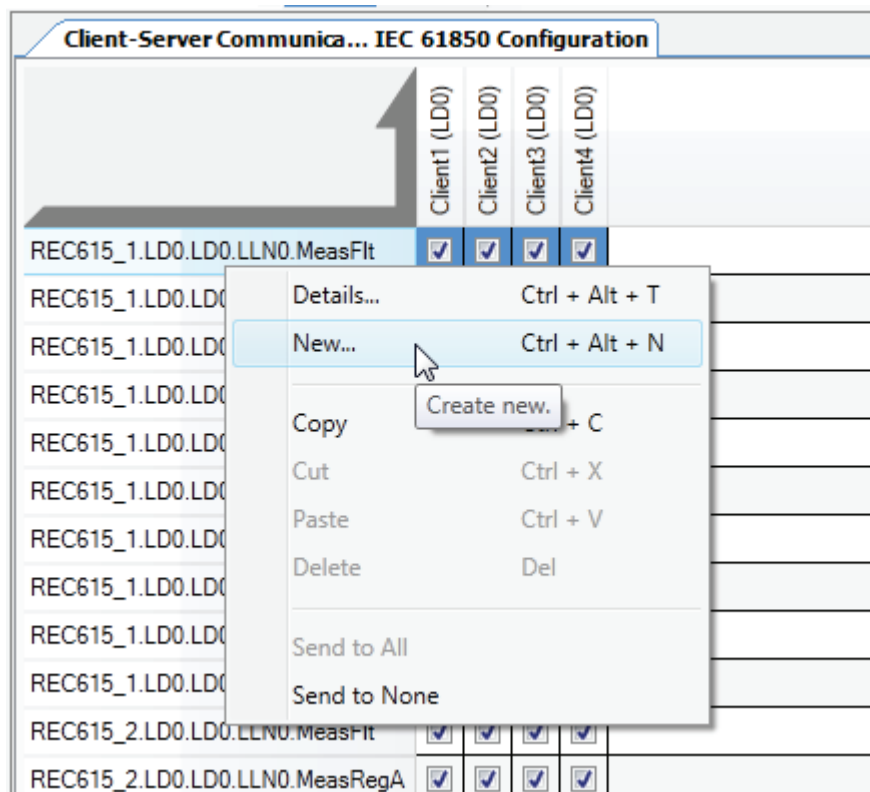 Client-Server Communica... IEC 61850 Configuration
Client1 (LD0)
Client2 (LD0)
Client3 (LD0)
Client4 (LD0)
REC615_1.LD0.LD0.LLN0.MeasFlt
REC615_1.LD0.LD0
REC615_1.LD0.LD0
REC615_1.LD0.LD0
REC615_1.LD0.LD0
REC615_1.LD0.LD0
REC615_1.LD0.LD0
REC615_1.LD0.LD0
REC615_1.LD0.LD0
REC615_1.LD0.LD0
REC615_2.LD0.LD0.LLN0.MeasFlt
REC615_2.LD0.LD0.LLN0.MeasRegA
Details... Ctrl + Alt + T
New... Ctrl + Alt + N
Create new.
Copy + C
Cut Ctrl + X
Paste Ctrl + V
Delete Del
Send to All
Send to None